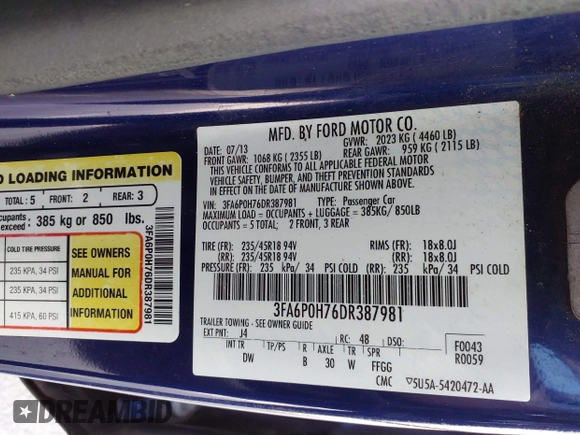 MFD. BY FORD MOTOR CO.
DATE: 07/13 GVWR: 2023 KG ( 4460 LB)
FRONT GAWR: 1068 KG ( 2355 LB) REAR GAWR: 959 KG ( 2115 LB)
THIS VEHICLE CONFORMS TO ALL APPLICABLE FEDERAL MOTOR
VEHICLE SAFETY, BUMPER, AND THEFT PREVENTION STANDARDS
IN EFFECT ON THE DATE OF MANUFACTURE SHOWN ABOVE.
VIN: 3FA6P0H76DR387981 TYPE: Passenger Car
MAXIMUM LOAD = OCCUPANTS + LUGGAGE = 385KG/ 850LB
OCCUPANTS = 5 TOTAL: 2 FRONT, 3 REAR
TIRE (FR): 235/45R18 94V RIMS (FR): 18x8.0J
(RR): 235/45R18 94V (RR): 18x8.0J
PRESSURE (FR): 235 kPa/ 34 PSI COLD (RR): 235 kPa/ 34 PSI COLD
3FA6P0H76DR387981
TRAILER TOWING - SEE OWNER GUIDE
EXT PNT: J4 RC: 4B DSO: F0043
R0059
INT TR TP/PS R AXLE TR SPR
DW B 30 W FFGG
CMC 5U5A-5420472-AA
LOADING INFORMATION
TOTAL : 5 FRONT: 2 REAR: 3
exceed: 385 kg or 850 lbs.
COLD TIRE PRESSURE
235 KPA, 34 PSI
235 KPA, 34 PSI
415 KPA, 60 PSI
SEE OWNERS
MANUAL FOR
ADDITIONAL
INFORMATION
3FA6P0H76DR387981
DREAMBID